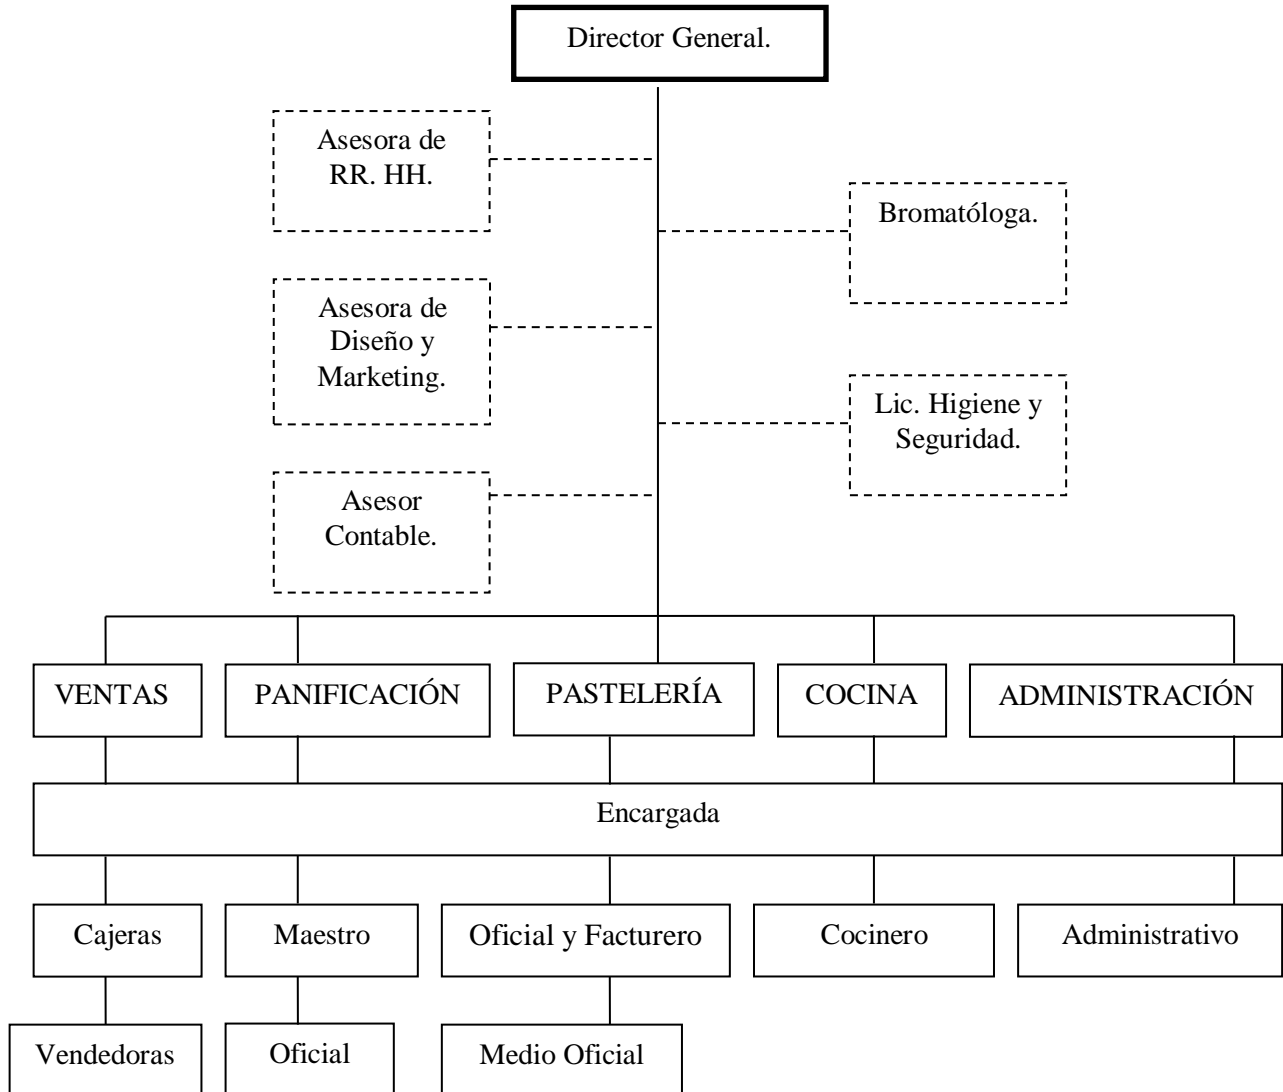 Director General.
Asesora de
RR. HH.
Bromatóloga.
Asesora de
Diseño y
Marketing.
Lic. Higiene y
Seguridad.
Asesor
Contable.
VENTAS
PANIFICACIÓN
PASTELERÍA
COCINA
ADMINISTRACIÓN
Encargada
Cajeras
Maestro
Oficial y Facturero
Cocinero
Administrativo
Vendedoras
Oficial
Medio Oficial